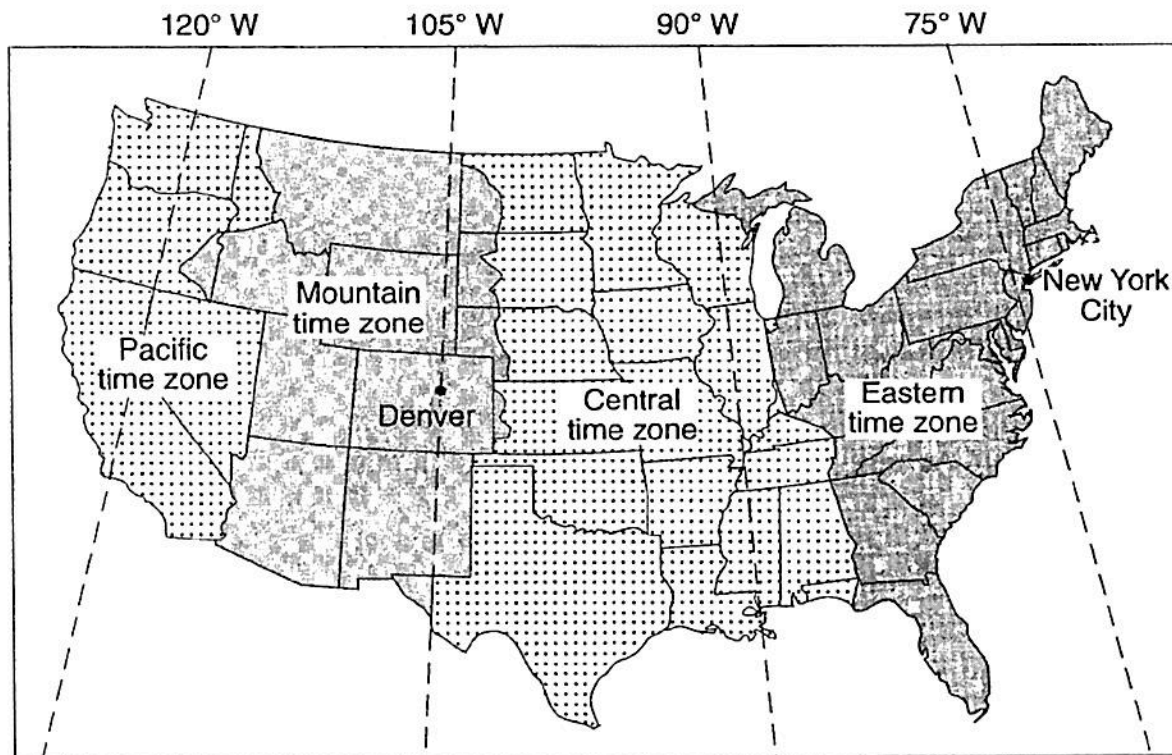 120° W 105° W 90° W 75° W
New York
City
Mountain
time zone
Pacific
time zone
Denver
Central
time zone
Eastern
time zone